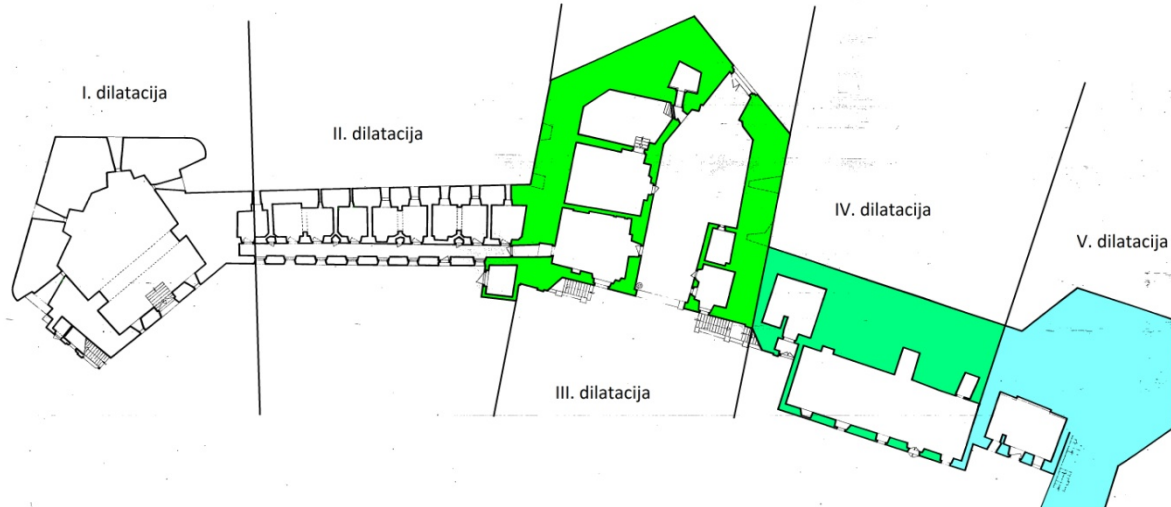 I. dilatacija
II. dilatacija
III. dilatacija
IV. dilatacija
V. dilatacija